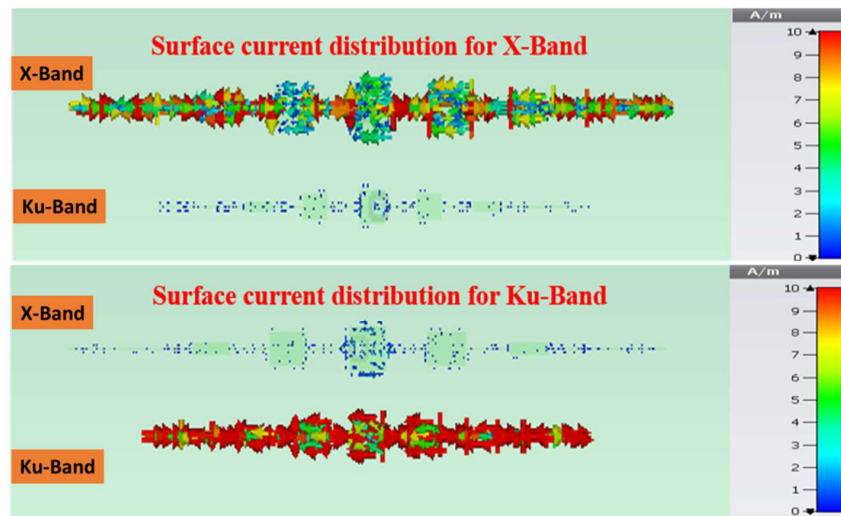 A/m
Surface current distribution for X-Band
X-Band
Ku-Band
10
9
8
7
6
5
4
3
2
1
0
A/m
Surface current distribution for Ku-Band
X-Band
Ku-Band
10
9
8
7
6
5
4
3
2
1
0